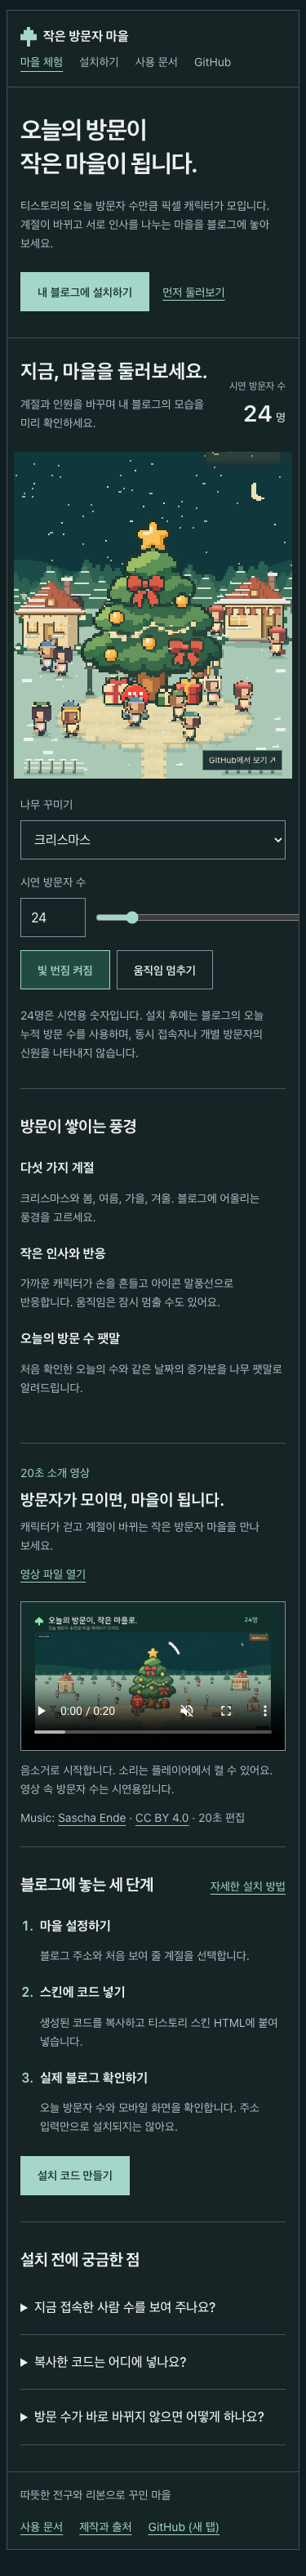 작은 방문자 마을
마을 체험 설치하기 사용 문서 GitHub
오늘의 방문이
작은 마을이 됩니다.
티스토리의 오늘 방문자 수만큼 픽셀 캐릭터가 모입니다.
계절이 바뀌고 서로 인사를 나누는 마을을 블로그에 놓아
보세요.
내 블로그에 설치하기 먼저 둘러보기
지금, 마을을 둘러보세요.
계절과 인원을 바꾸며 내 블로그의 모습을
미리 확인하세요.
시연 방문자 수
24 명
GitHub에서 보기 ↗
나무 꾸미기
크리스마스
시연 방문자 수
24
빛 번짐 켜짐 움직임 멈추기
24명은 시연용 숫자입니다. 설치 후에는 블로그의 오늘
누적 방문 수를 사용하며, 동시 접속자나 개별 방문자의
신원을 나타내지 않습니다.
방문이 쌓이는 풍경
다섯 가지 계절
크리스마스와 봄, 여름, 가을, 겨울. 블로그에 어울리는
풍경을 고르세요.
작은 인사와 반응
가까운 캐릭터가 손을 흔들고 아이콘 말풍선으로
반응합니다. 움직임은 잠시 멈출 수도 있어요.
오늘의 방문 수 팻말
처음 확인한 오늘의 수와 같은 날짜의 증가분을 나무 팻말로
알려드립니다.
20초 소개 영상
방문자가 모이면, 마을이 됩니다.
캐릭터가 걷고 계절이 바뀌는 작은 방문자 마을을 만나
보세요.
영상 파일 열기
오늘의 방문이, 작은 마을로.
24명
0:00 / 0:20
음소거로 시작합니다. 소리는 플레이어에서 켤 수 있어요.
영상 속 방문자 수는 시연용입니다.
Music: Sascha Ende · CC BY 4.0 · 20초 편집
블로그에 놓는 세 단계 자세한 설치 방법
1. 마을 설정하기
블로그 주소와 처음 보여 줄 계절을 선택합니다.
2. 스킨에 코드 넣기
생성된 코드를 복사하고 티스토리 스킨 HTML에 붙여
넣습니다.
3. 실제 블로그 확인하기
오늘 방문자 수와 모바일 화면을 확인합니다. 주소
입력만으로 설치되지는 않아요.
설치 코드 만들기
설치 전에 궁금한 점
▶ 지금 접속한 사람 수를 보여 주나요?
▶ 복사한 코드는 어디에 넣나요?
▶ 방문 수가 바로 바뀌지 않으면 어떻게 하나요?
따뜻한 전구와 리본으로 꾸민 마을
사용 문서 제작과 출처 GitHub (새 탭)